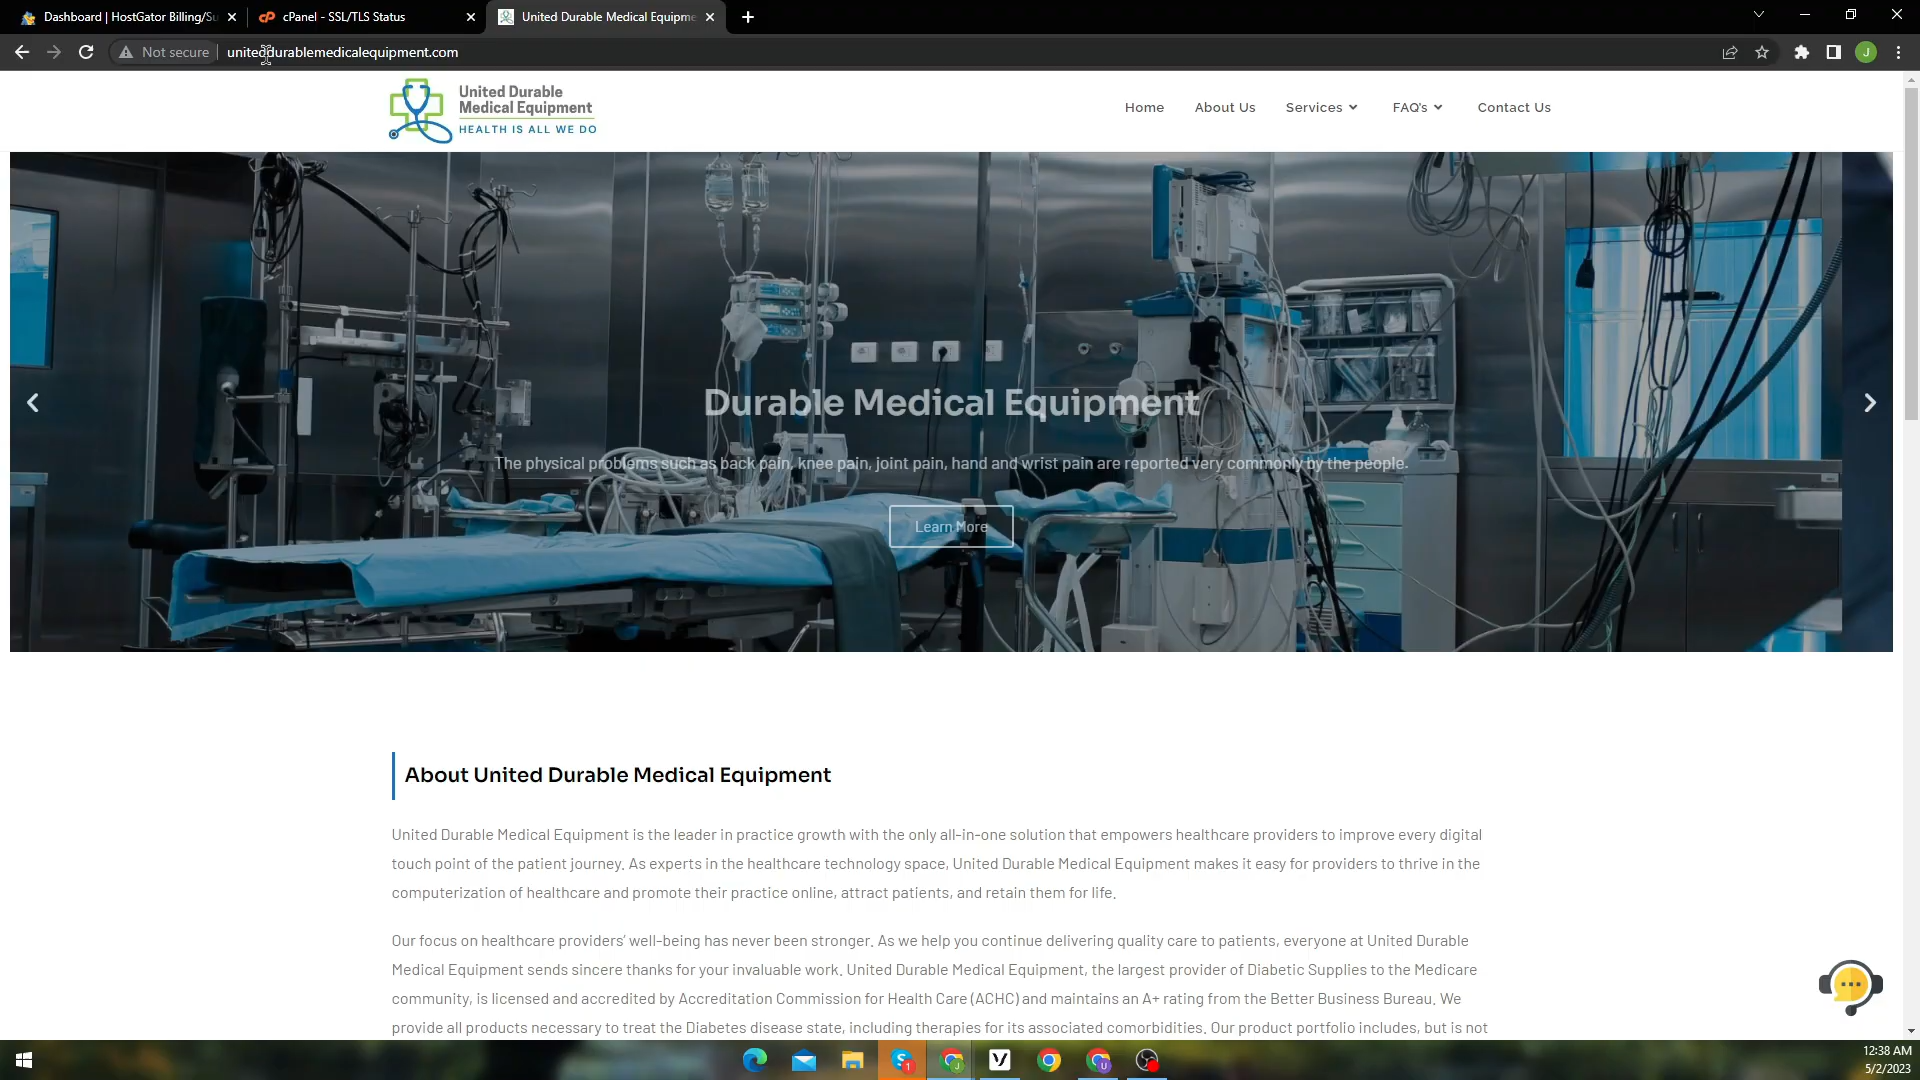 Dashboard | HostGator Billing/Su
cPanel - SSL/TLS Status
United Durable Medical Equipme
Not secure
uniteddurablemedicalequipment.com
J
United Durable
Medical Equipment
HEALTH IS ALL WE DO
Home
About Us
Services
FAQ's
Contact Us
Durable Medical Equipment
The physical problems such as back pain, knee pain, joint pain, hand and wrist pain are reported very commonly by the people.
Learn More
About United Durable Medical Equipment
United Durable Medical Equipment is the leader in practice growth with the only all-in-one solution that empowers healthcare providers to improve every digital
touch point of the patient journey. As experts in the healthcare technology space, United Durable Medical Equipment makes it easy for providers to thrive in the
computerization of healthcare and promote their practice online, attract patients, and retain them for life.
Our focus on healthcare providers’ well-being has never been stronger. As we help you continue delivering quality care to patients, everyone at United Durable
Medical Equipment sends sincere thanks for your invaluable work. United Durable Medical Equipment, the largest provider of Diabetic Supplies to the Medicare
community, is licensed and accredited by Accreditation Commission for Health Care (ACHC) and maintains an A+ rating from the Better Business Bureau. We
provide all products necessary to treat the Diabetes disease state, including therapies for its associated comorbidities. Our product portfolio includes, but is not
12:38 AM
5/2/2023